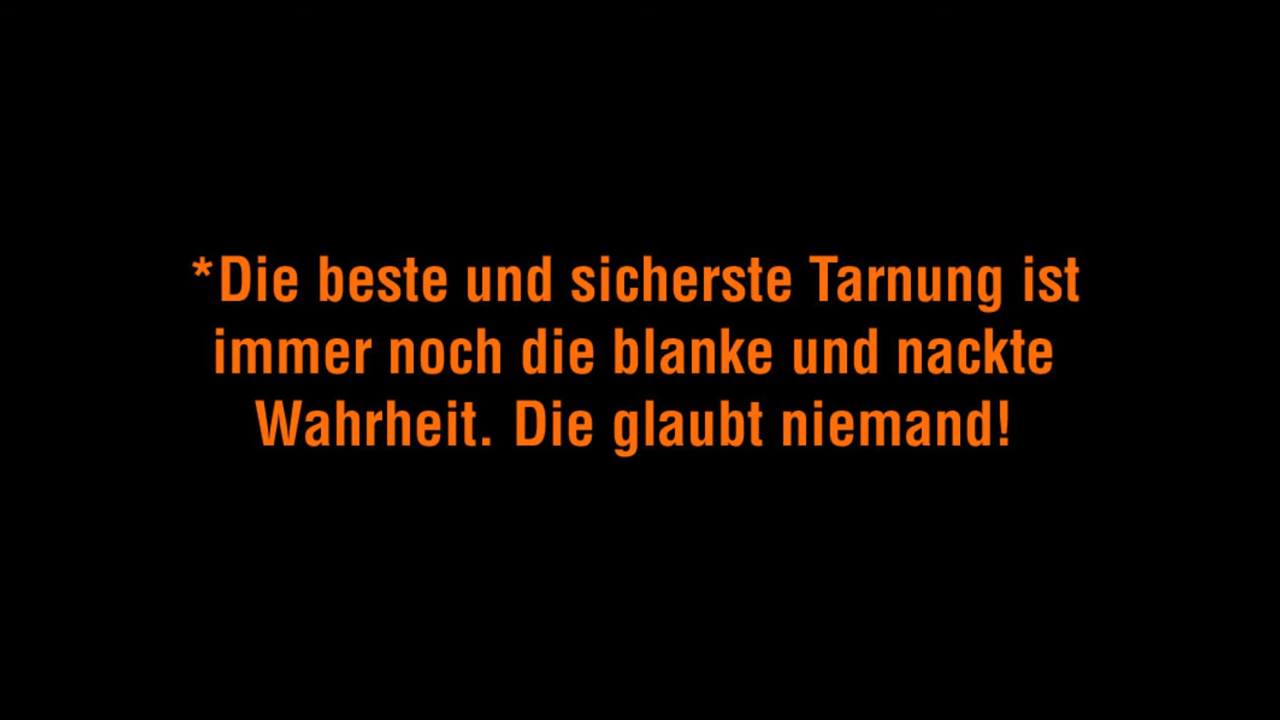 *Die beste und sicherste Tarnung ist
immer noch die blanke und nackte
Wahrheit. Die glaubt niemand!